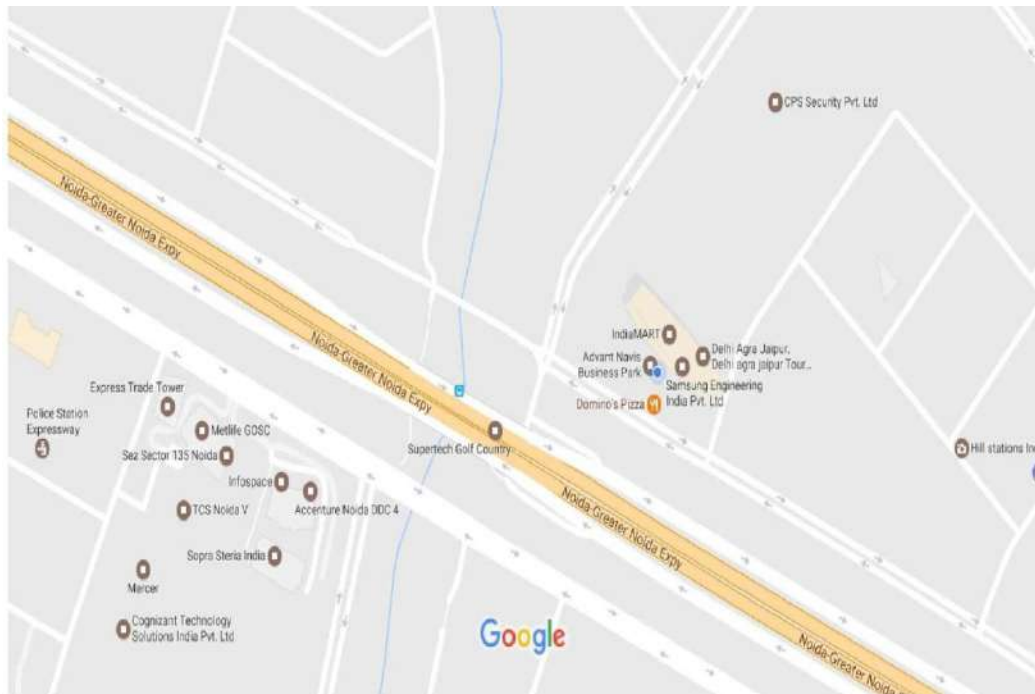 CPS Security Pvt. Ltd
Noida-Greater Noida Expy
Noida-Greater Noida Expy
IndiaMART
Delhi Agra Jaipur,
Delhi agra jaipur Tour...
Advant Navis
Business Park
Samsung Engineering
India Pvt. Ltd
Domino's Pizza
Express Trade Tower
Police Station
Expressway
Metlife GOSC
Supertech Golf Country
Hill stations In
Sez Sector 135 Noida
Infospace
Accenture Noida DDC 4
TCS Noida V
Noida-Greater Noida Expy
Sopra Steria India
Mercer
Cognizant Technology
Solutions India Pvt. Ltd
Google
Noida-Greater N